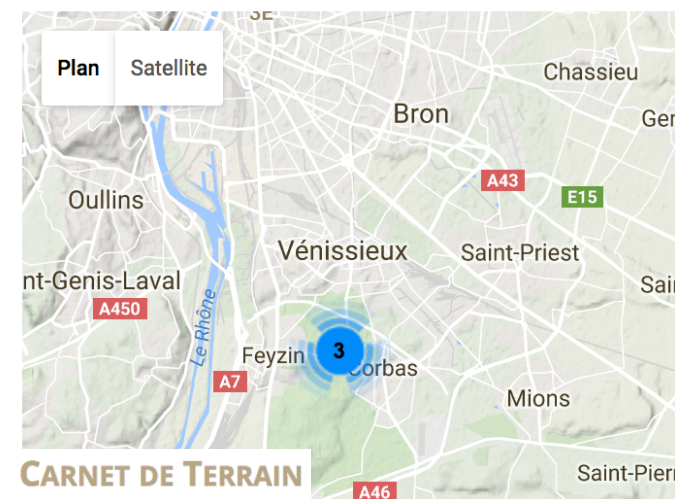 3E
Plan Satellite
Chassieu
Bron
Ger
A43
E15
Oullins
Vénissieux
Saint-Priest
nt-Genis-Laval
Sai
A450
Le Rhône
3
Feyzin
Corbas
A7
Mions
CARNET DE TERRAIN
Saint-Pierr
A46